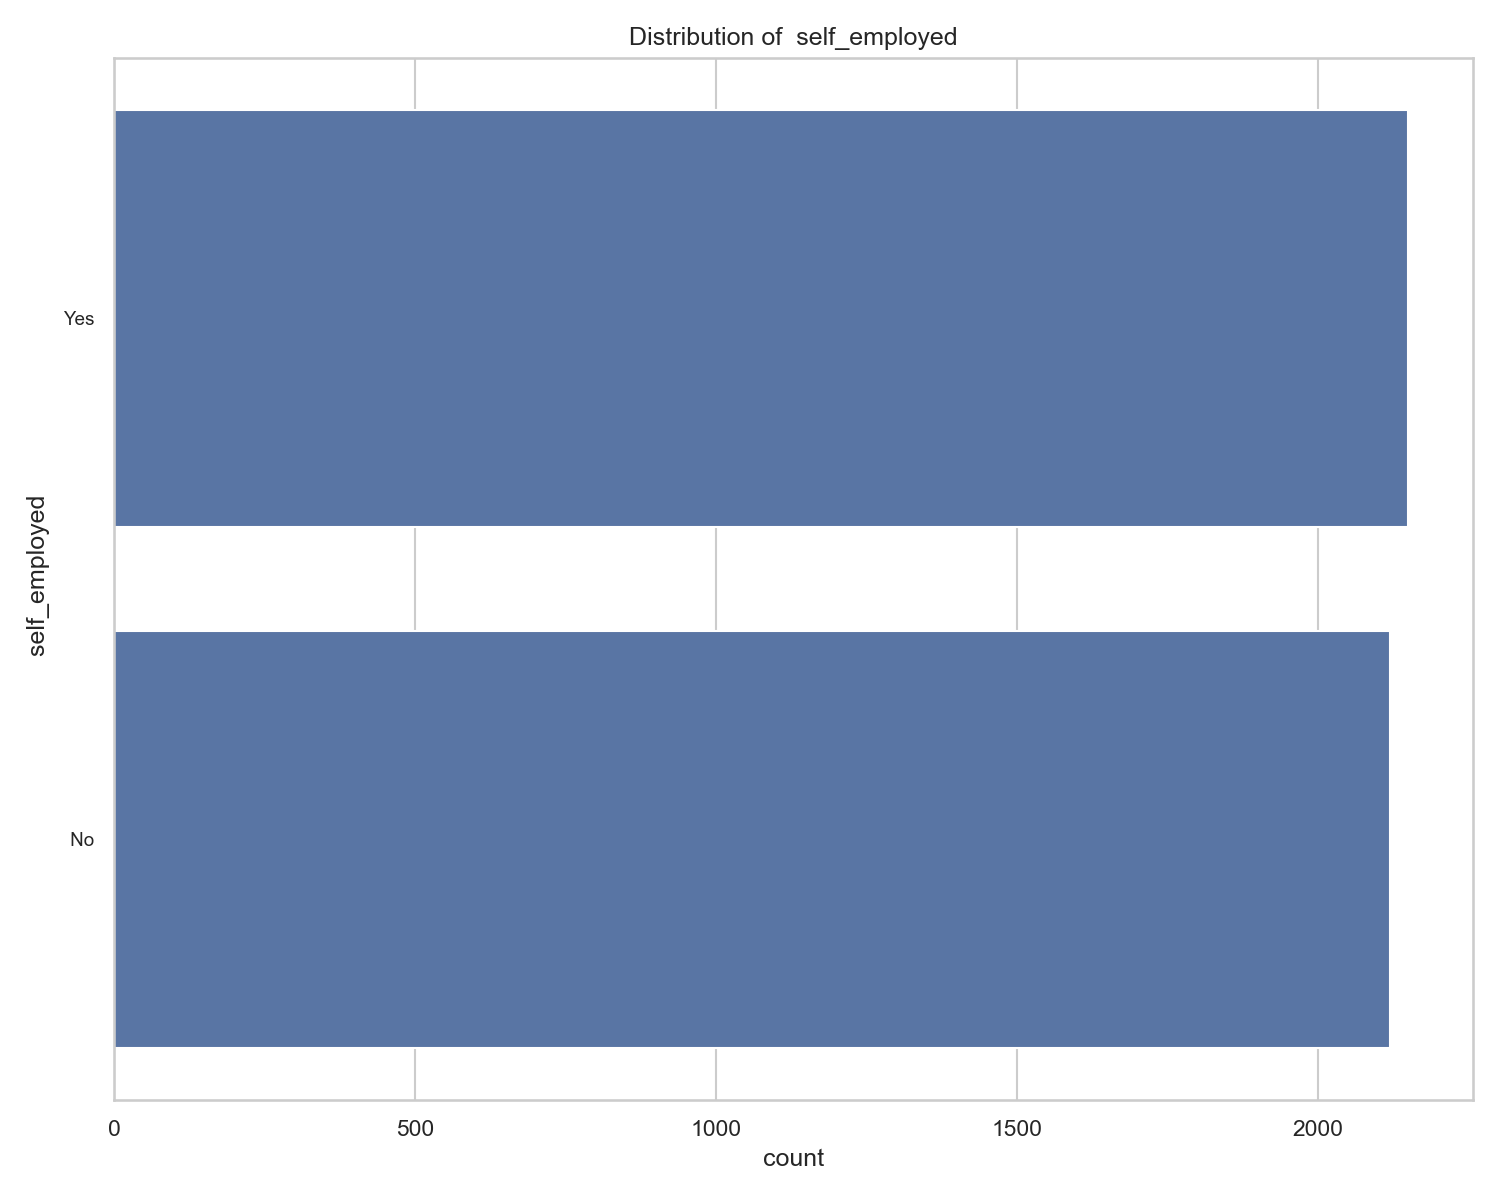 Distribution of  self_employed
Yes
No
self_employed
0 500 1000 1500 2000
count